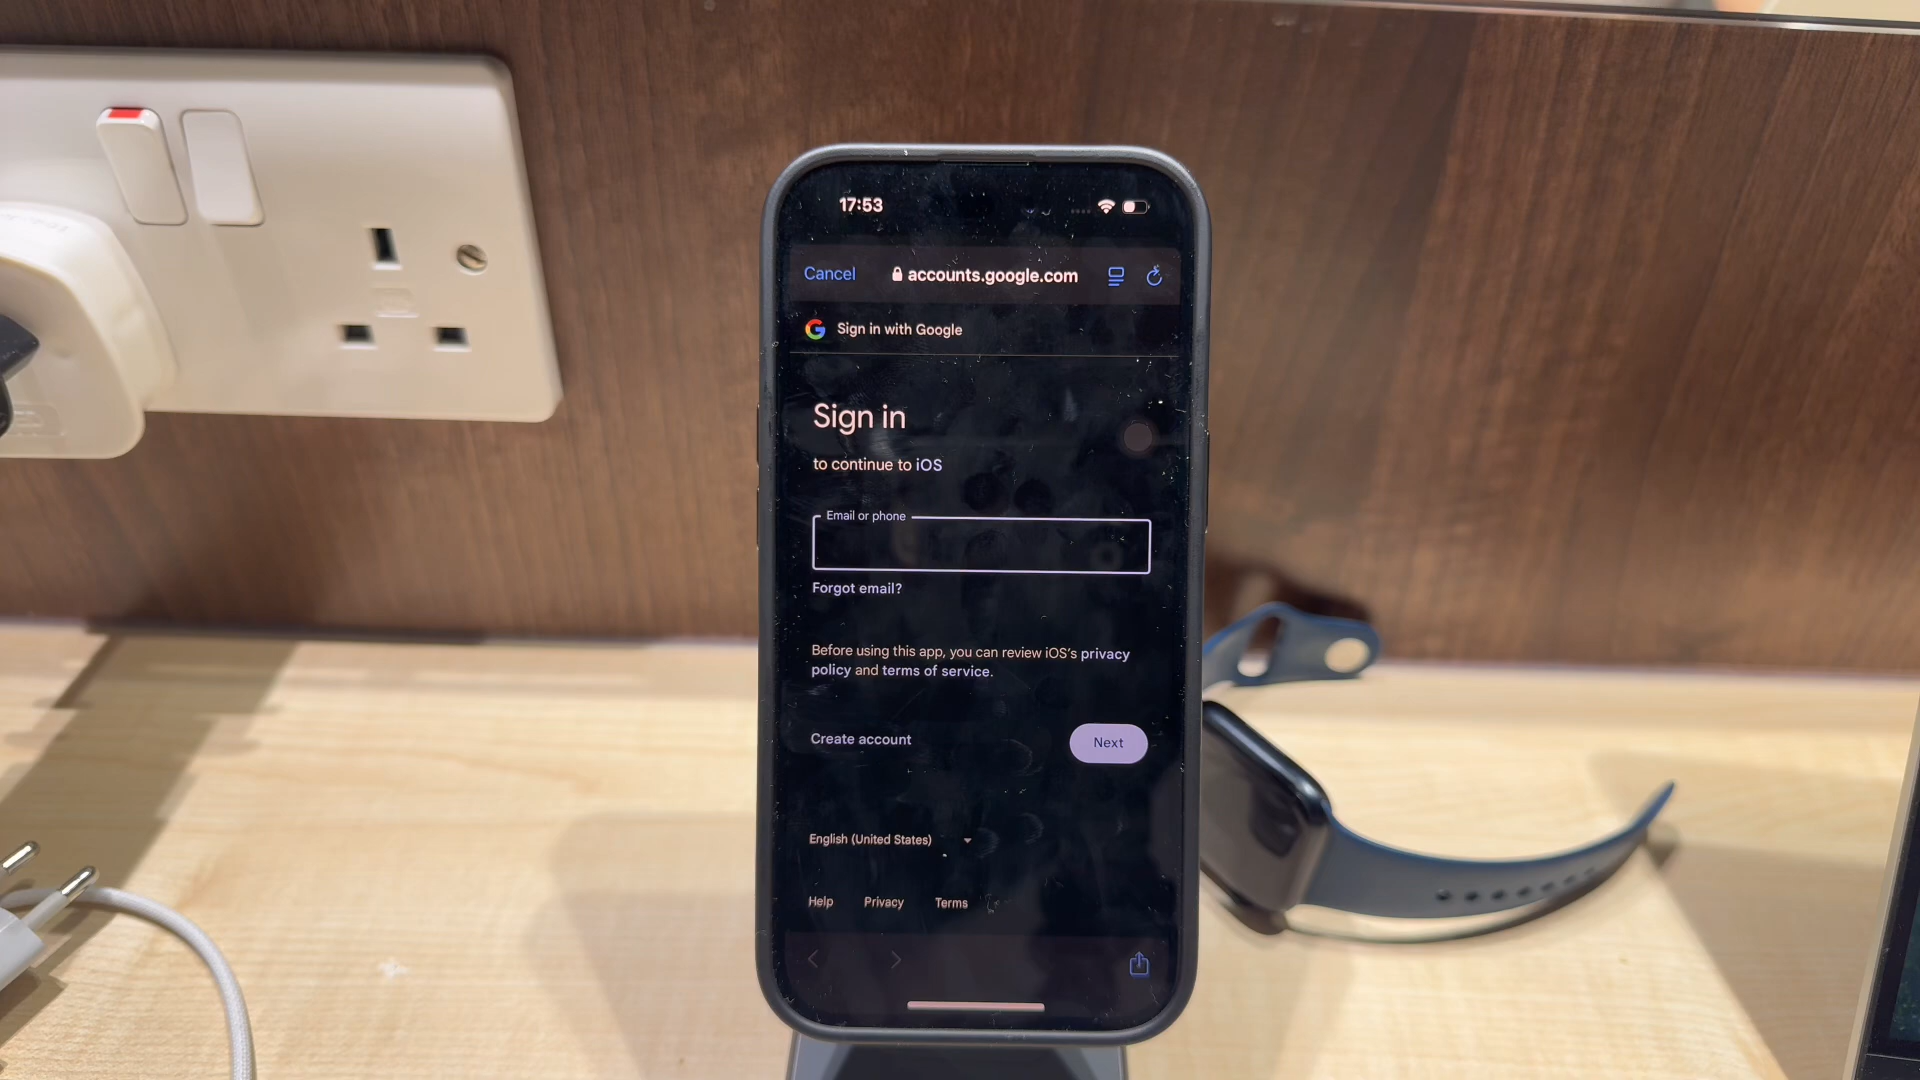 17:53
Cancel accounts.google.com
Sign in with Google
Sign in
to continue to iOS
Email or phone
Forgot email?
Before using this app, you can review iOS's privacy
policy and terms of service.
Create account Next
English (United States)
Help Privacy Terms